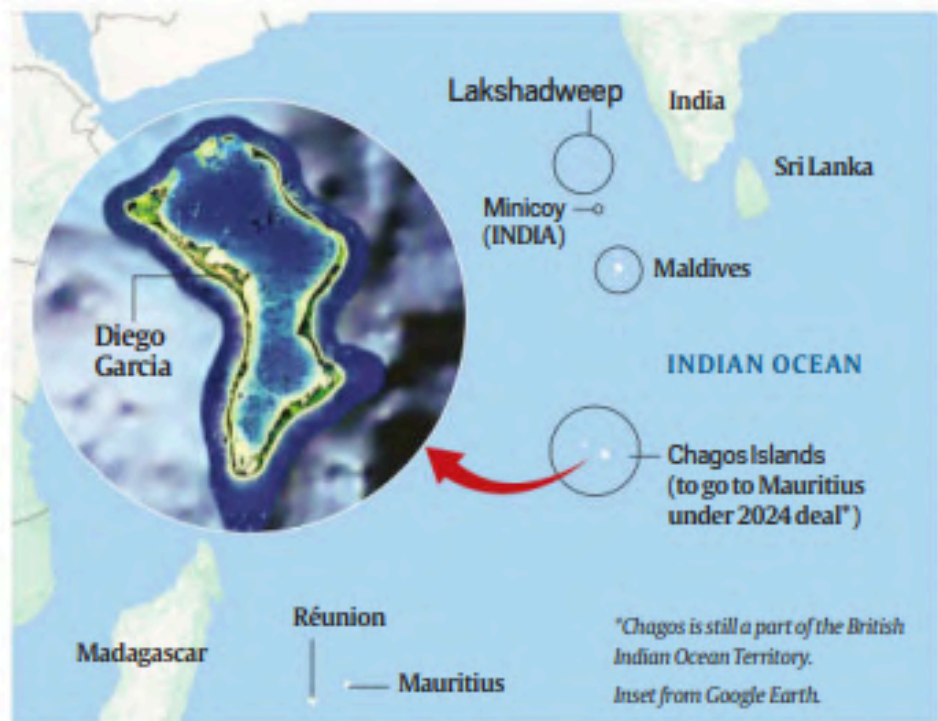 Lakshadweep
India
Sri Lanka
Minicoy
(INDIA)
Maldives
Diego
Garcia
INDIAN OCEAN
Chagos Islands
(to go to Mauritius
under 2024 deal*)
Réunion
Madagascar
Mauritius
*Chagos is still a part of the British
Indian Ocean Territory.
Inset from Google Earth.